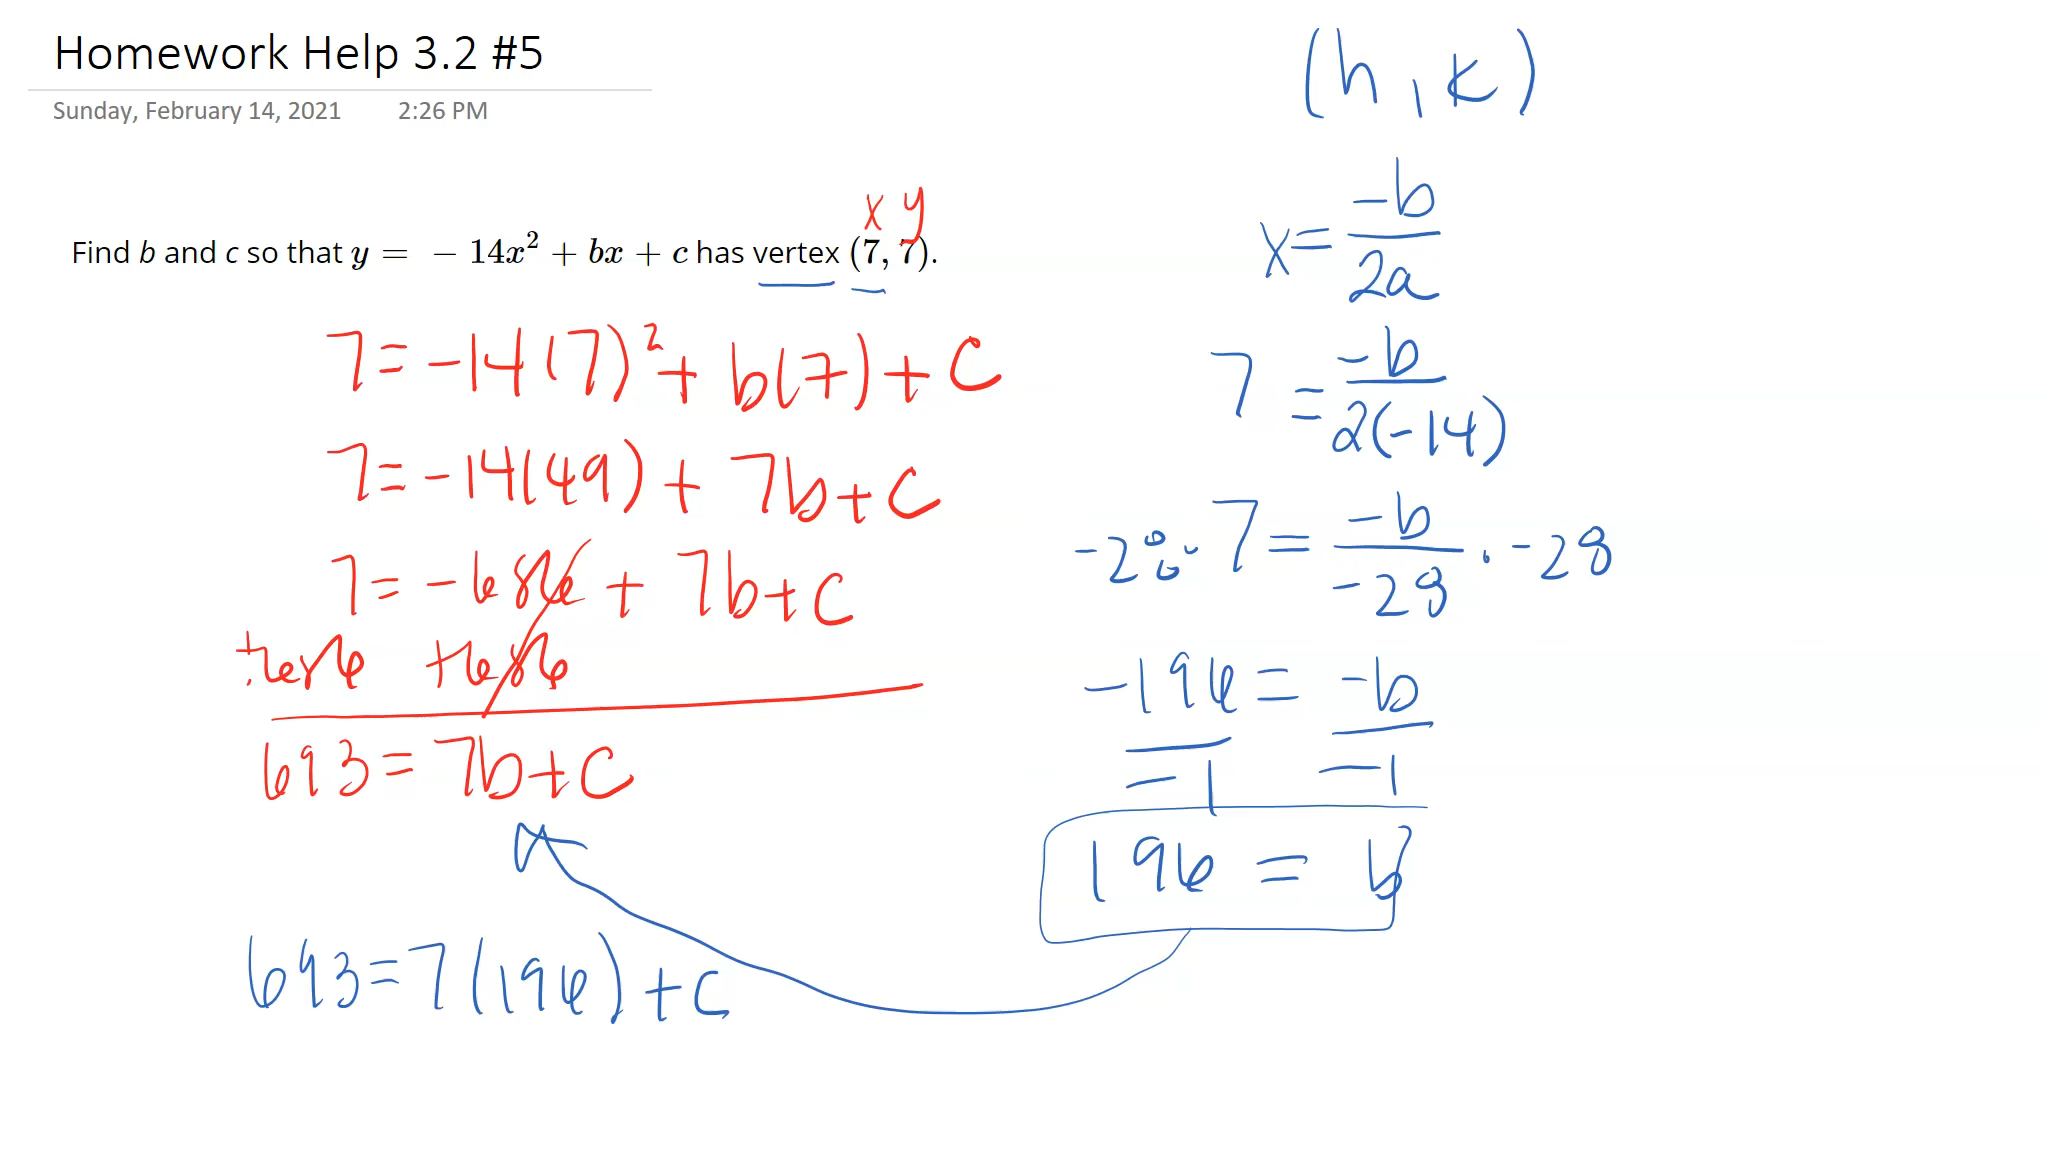 Homework Help 3.2 #5
Sunday, February 14, 2021 2:26 PM
(h, k)
x y
Find b and c so that y = − 14x² + bx + c has vertex (7, 7).
7 = -14(7)² + b(7) + c
7 = -14(49) + 7b + c
7 = -686 + 7b + c
+686 +686
693 = 7b + c
693 = 7(196) + c
x = -b/2a
7 = -b/2(-14)
-28 · 7 = -b/-28 · -28
-196 = -b
-1 -1
196 = b